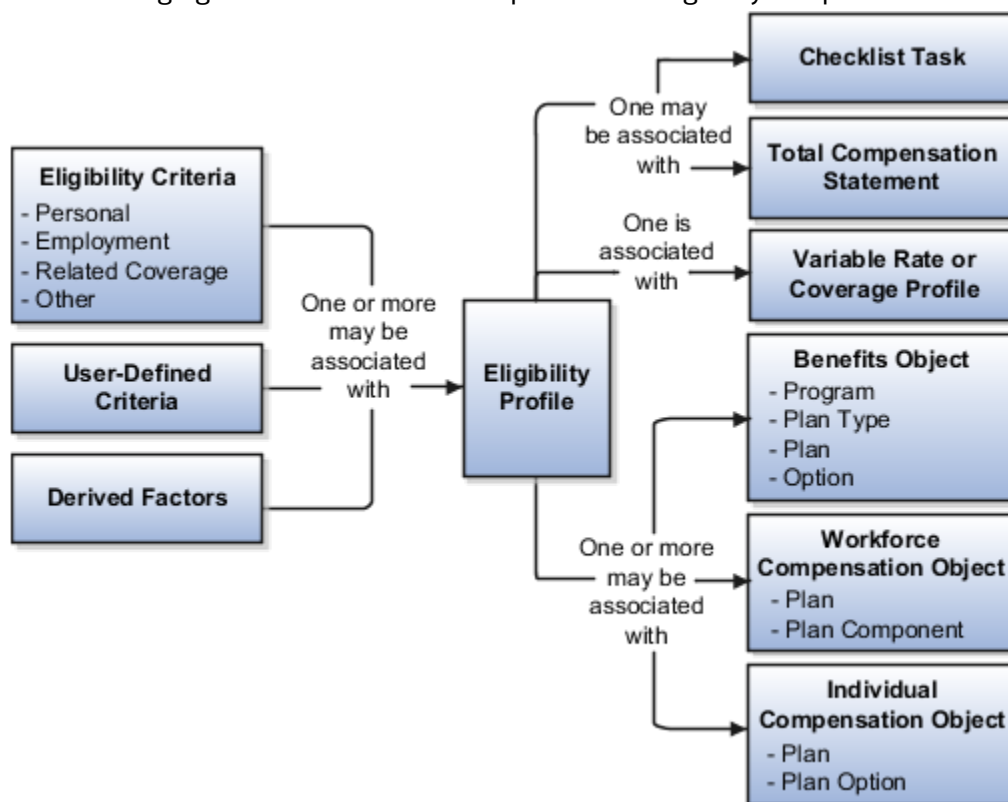 Checklist Task
One may
be associated
with
Total Compensation
Statement
Eligibility Criteria
- Personal
- Employment
- Related Coverage
- Other
One is
associated
with
Variable Rate or
Coverage Profile
One or more
may be
associated
with
User-Defined
Criteria
Eligibility
Profile
Derived Factors
Benefits Object
- Program
- Plan Type
- Plan
- Option
One or more
may be
associated
with
Workforce
Compensation Object
- Plan
- Plan Component
Individual
Compensation Object
- Plan
- Plan Option